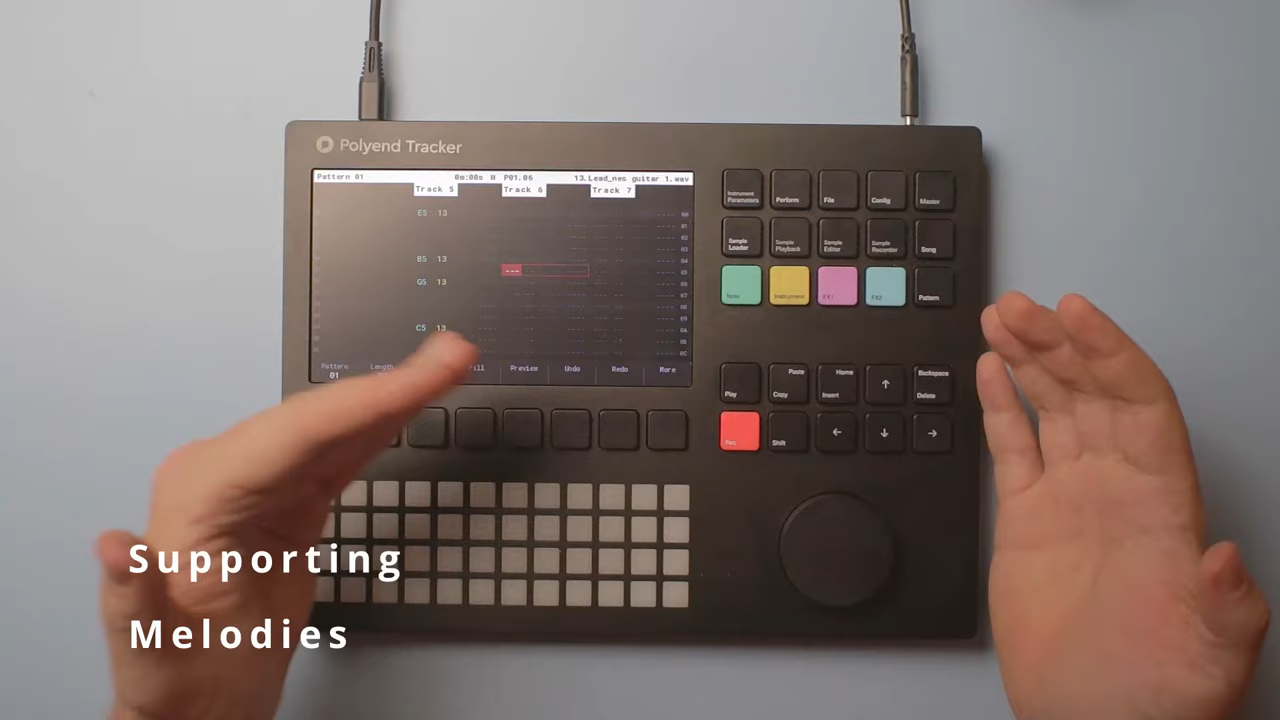 Polyend Tracker
Pattern 01 0m:00s P01.06 13.Lead_nes guitar 1.wav
Track 5 Track 6 Track 7
E5 13
B5 13
G5 13
C5 13
Pattern Preview Undo Redo More
01
Instrument Parameters Perform File Config Master
Sample Loader Sample Playback Sample Editor Sample Recorder Song
Note Instrument FX1 FX2 Pattern
Play Copy Paste Insert Home ↑ Delete Backspace
Rec Shift ← ↓ →
Supporting
Melodies